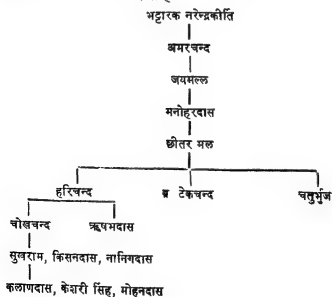 भट्टारक नरेन्द्रकीर्ति
अमरचन्द
जयमल्ल
मनोहरदास
छीतर मल
हरिचन्द ब्र टेकचन्द चतुर्भुज
चोखचन्द ऋषभदास
सुखराम, किसनदास, नानिगदास
कलाणदास, केशरी सिंह, मोहनदास